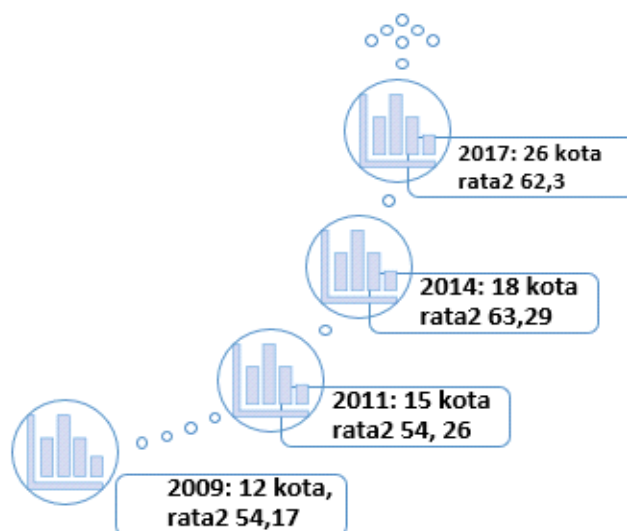 2017: 26 kota
rata2 62,3
2014: 18 kota
rata2 63,29
2011: 15 kota
rata2 54, 26
2009: 12 kota,
rata2 54,17